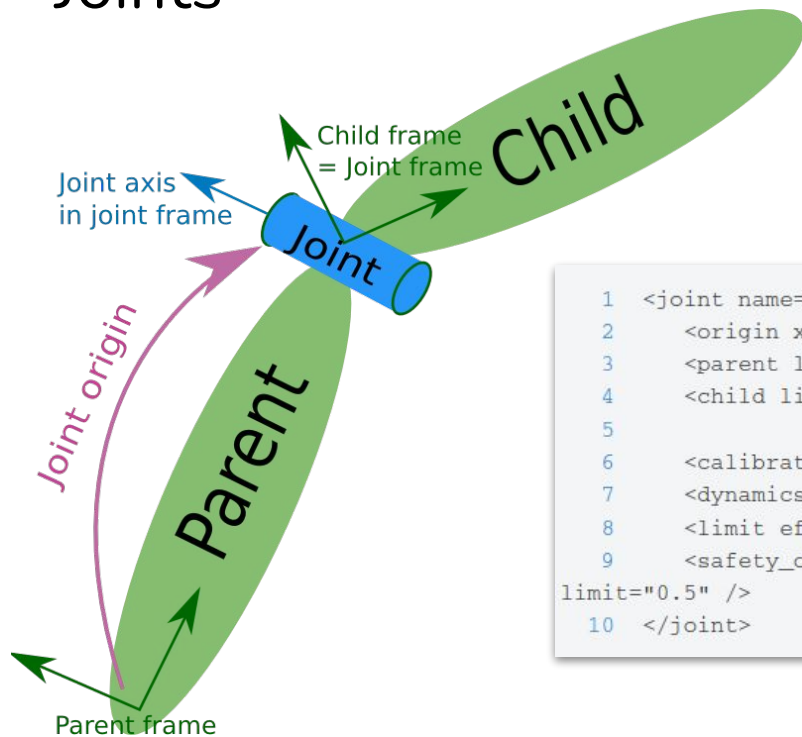 Joints
Child frame
= Joint frame
Child
Joint axis
in joint frame
Joint
Joint origin
Parent
Parent frame
1 <joint name=
2 <origin x
3 <parent l
4 <child li
5
6 <calibrat
7 <dynamics
8 <limit ef
9 <safety_c
limit="0.5" />
10 </joint>